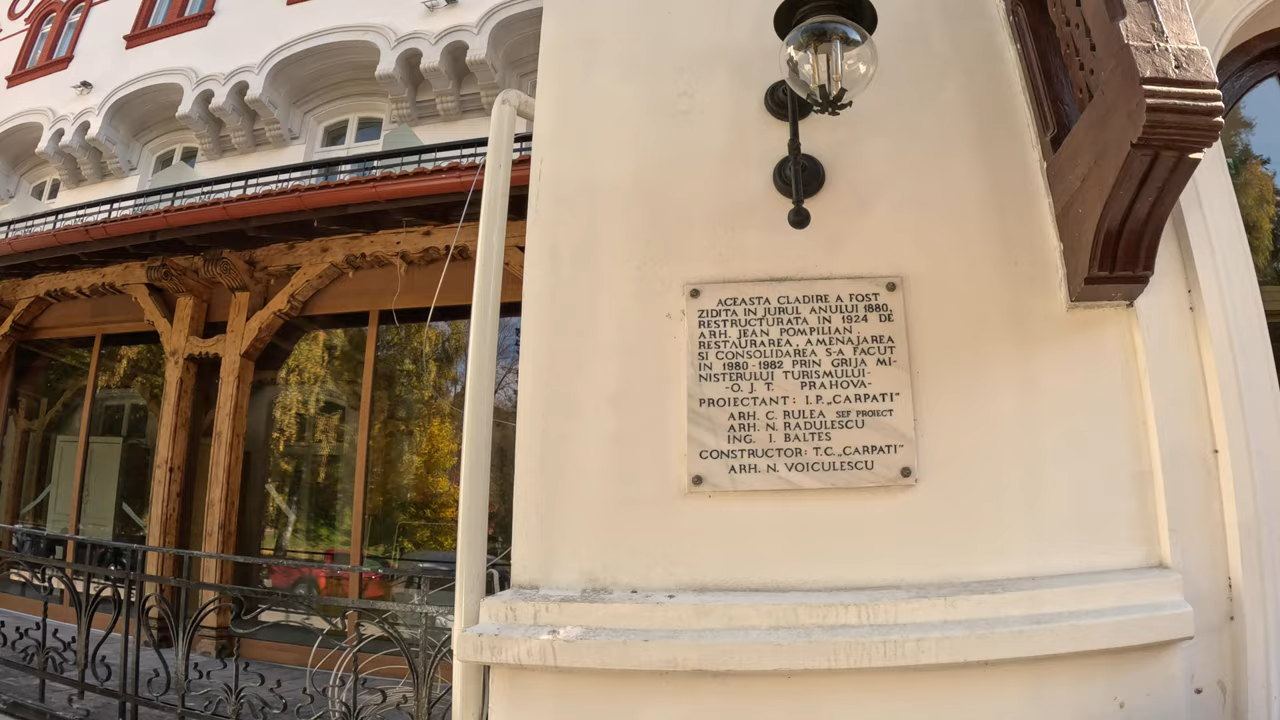 ACEASTA CLADIRE A FOST
ZIDITA IN JURUL ANULUI 1880,
RESTRUCTURATA IN 1924 DE
ARH. JEAN POMPILIAN.
RESTAURAREA, AMENAJAREA
SI CONSOLIDAREA S-A FACUT
IN 1980-1982 PRIN GRIJA MI-
NISTERULUI TURISMULUI-
-O. J. T. PRAHOVA-
PROIECTANT: I.P. „CARPATI"
ARH. C. RULEA SEF PROIECT
ARH. N. RADULESCU
ING. I. BALTES
CONSTRUCTOR: T.C. „CARPATI"
ARH. N. VOICULESCU